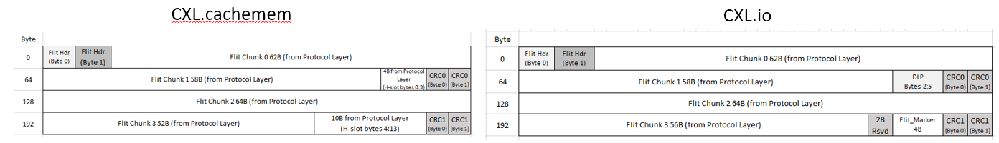 CXL.cachemem
Byte
0
Flit Hdr
(Byte 0)
Flit Hdr
(Byte 1)
Flit Chunk 0 62B (from Protocol Layer)
64
Flit Chunk 1 58B (from Protocol Layer)
4B from Protocol
Layer
(H-slot bytes 0:3)
CRC0
(Byte 0)
CRC0
(Byte 1)
128
Flit Chunk 2 64B (from Protocol Layer)
192
Flit Chunk 3 52B (from Protocol Layer)
10B from Protocol Layer
(H-slot bytes 4:13)
CRC1
(Byte 0)
CRC1
(Byte 1)
CXL.io
Byte
0
Flit Hdr
(Byte 0)
Flit Hdr
(Byte 1)
Flit Chunk 0 62B (from Protocol Layer)
64
Flit Chunk 1 58B (from Protocol Layer)
DLP
Bytes 2:5
CRC0
(Byte 0)
CRC0
(Byte 1)
128
Flit Chunk 2 64B (from Protocol Layer)
192
Flit Chunk 3 56B (from Protocol Layer)
2B
Rsvd
Flit_Marker
4B
CRC1
(Byte 0)
CRC1
(Byte 1)